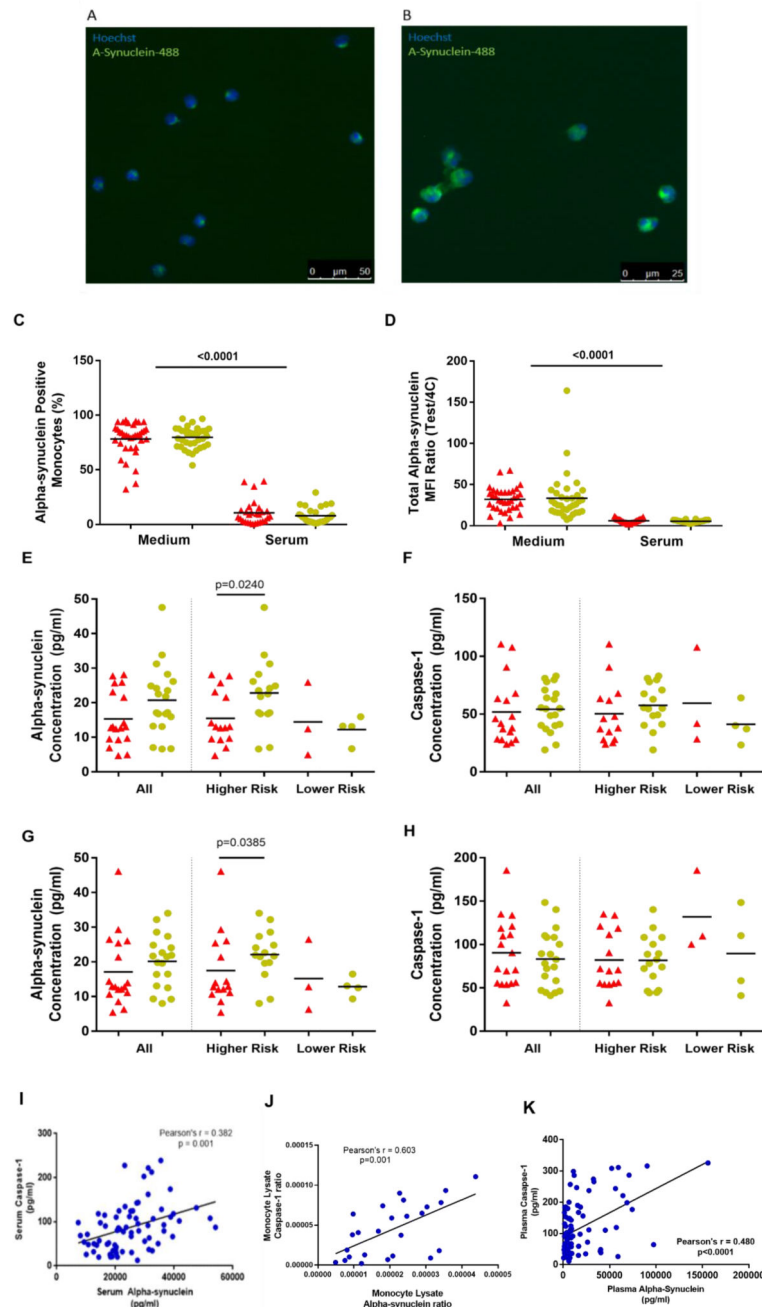 A
B
Hoechst
A-Synuclein-488
0 µm 50
Hoechst
A-Synuclein-488
0 µm 25
C
<0.0001
Alpha-synuclein Positive
Monocytes (%)
150
100
50
0
Medium
Serum
D
<0.0001
Total Alpha-synuclein
MFI Ratio (Test/4C)
200
150
100
50
0
Medium
Serum
E
p=0.0240
Alpha-synuclein
Concentration (pg/ml)
50
40
30
20
10
0
All
Higher Risk
Lower Risk
F
Caspase-1
Concentration (pg/ml)
150
100
50
0
All
Higher Risk
Lower Risk
G
p=0.0385
Alpha-synuclein
Concentration (pg/ml)
50
40
30
20
10
0
All
Higher Risk
Lower Risk
H
Caspase-1
Concentration (pg/ml)
200
150
100
50
0
All
Higher Risk
Lower Risk
I
Pearson's r = 0.382
p = 0.001
Serum Caspase-1
(pg/ml)
300
200
100
0
0
20000
40000
60000
Serum Alpha-synuclein
(pg/ml)
J
Pearson's r = 0.603
p=0.001
Monocyte Lysate
Caspase-1 ratio
0.00015
0.00010
0.00005
0.00000
0.00000
0.00001
0.00002
0.00003
0.00004
0.00005
Monocyte Lysate
Alpha-synuclein ratio
K
Plasma Casapse-1
(pg/ml)
400
300
200
100
0
Pearson's r = 0.480
p<0.0001
0
50000
100000
150000
200000
Plasma Alpha-Synuclein
(pg/ml)